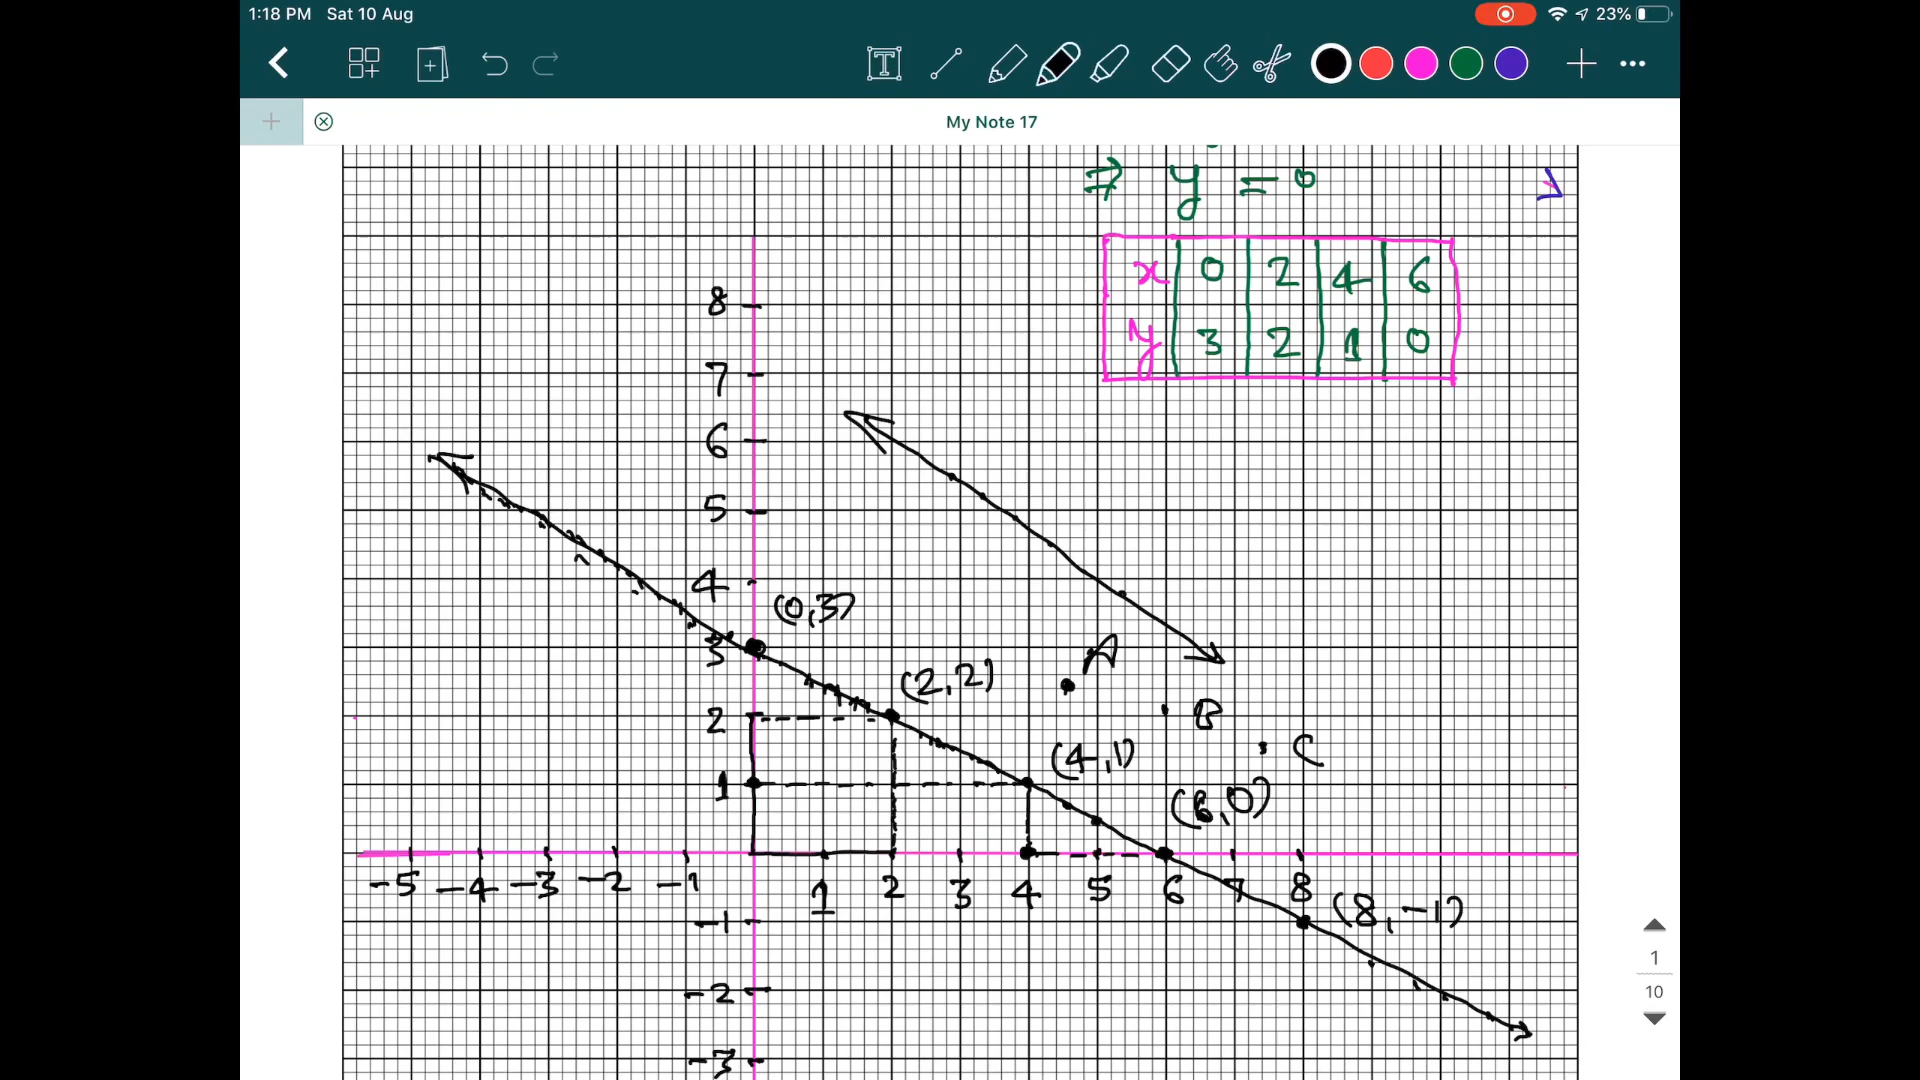 1:18 PM Sat 10 Aug
23%
T
My Note 17
⇒ y = 0
x 0 2 4 6
y 3 2 1 0
8
7
6
5
4
(0,3)
3
A
(2,2)
2
B
C
(4,1)
1
(6,0)
-5 -4 -3 -2 -1 1 2 3 4 5 6 7 8
(8,-1)
-1
1
10
-2
-3